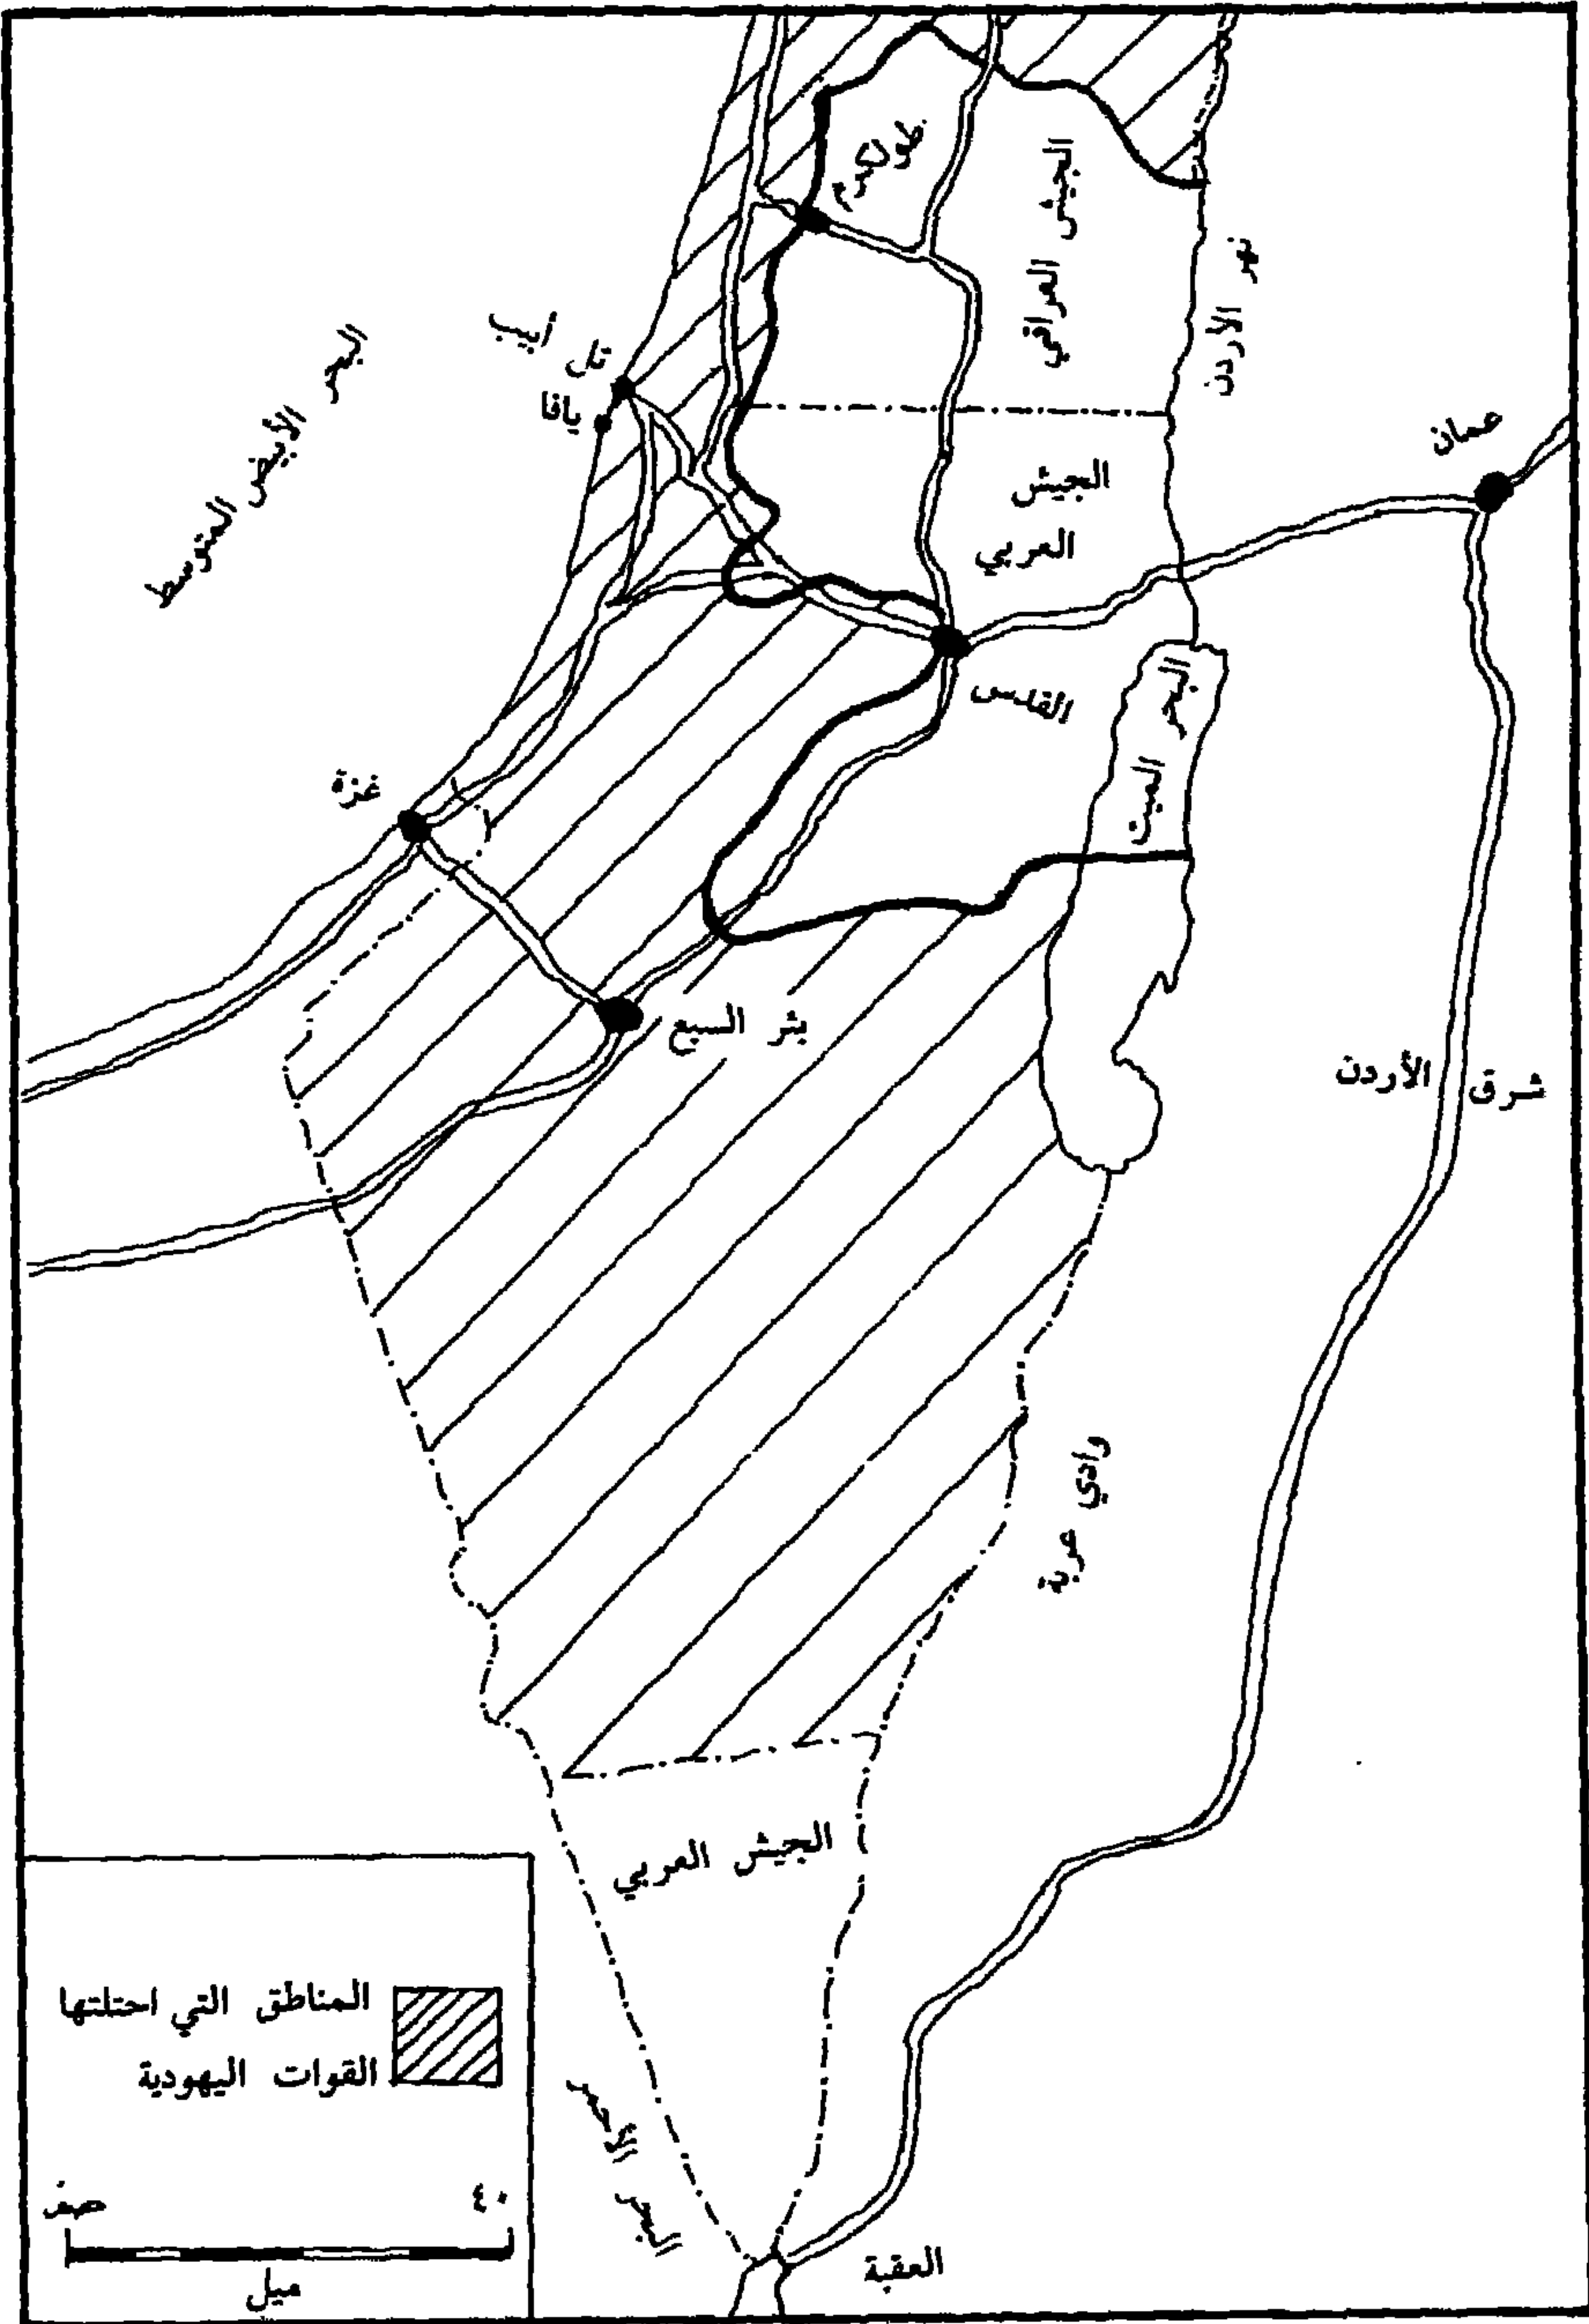 طولكرم
الجيش العراقي
نهر الأردن
تل أبيب
يافا
البحر الأبيض المتوسط
عمان
الجيش
العربي
القدس
البحر الميت
غزة
بئر السبع
شرق الأردن
وادي عربة
الجيش العربي
المناطق التي احتلتها
القوات اليهودية
البحر الأحمر
صفر ٤٠
ميل
العقبة